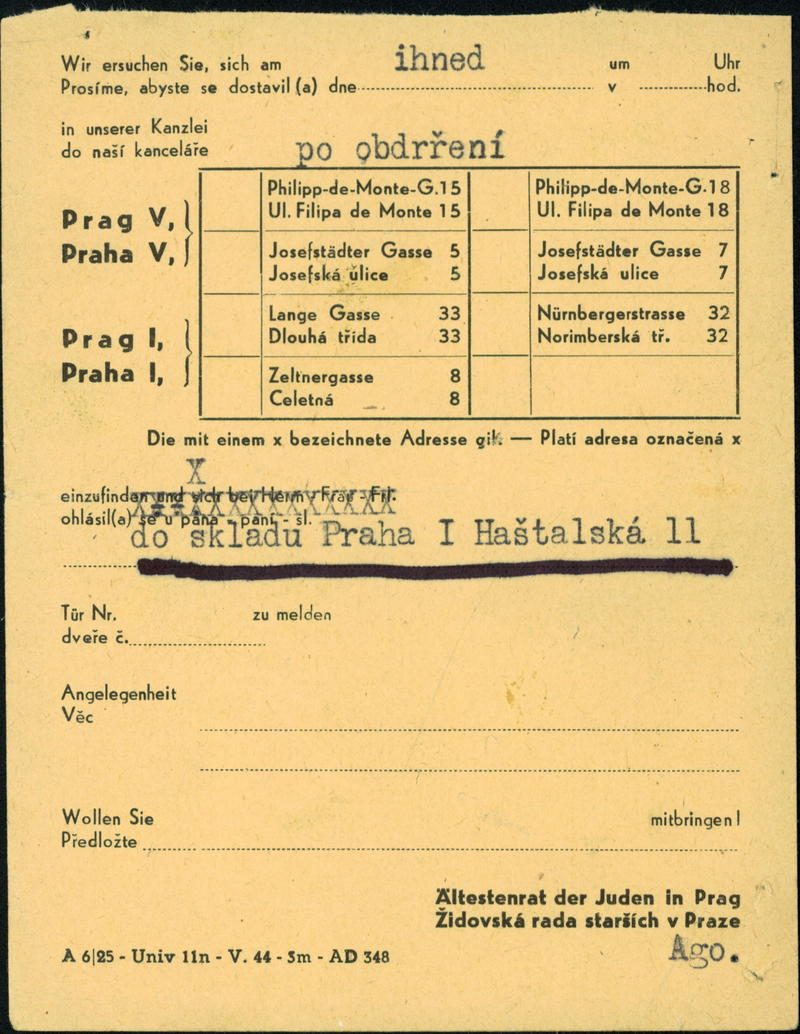 ihned
Wir ersuchen Sie, sich am um Uhr
Prosíme, abyste se dostavil (a) dne v hod.
in unserer Kanzlei
do naší kanceláře po obdrření
Philipp-de-Monte-G.15 Philipp-de-Monte-G.18
Prag V, Ul. Filipa de Monte 15 Ul. Filipa de Monte 18
Praha V, Josefstädter Gasse 5 Josefstädter Gasse 7
Josefská ulice 5 Josefská ulice 7
Lange Gasse 33 Nürnbergerstrasse 32
Prag I, Dlouhá třída 33 Norimberská tř. 32
Praha I, Zeltnergasse 8
Celetná 8
Die mit einem x bezeichnete Adresse gilt. — Platí adresa označená x
X
einzufinden und sich bei Herrn - Frau - Frl.
ohlásil(a) se u pána - paní - sl.
do skladu Praha I Haštalská 11
Tür Nr. zu melden
dveře č.
Angelegenheit
Věc
Wollen Sie mitbringen!
Předložte
Ältestenrat der Juden in Prag
Židovská rada starších v Praze
Ago.
A 6|25 - Univ 11n - V. 44 - 5m - AD 348